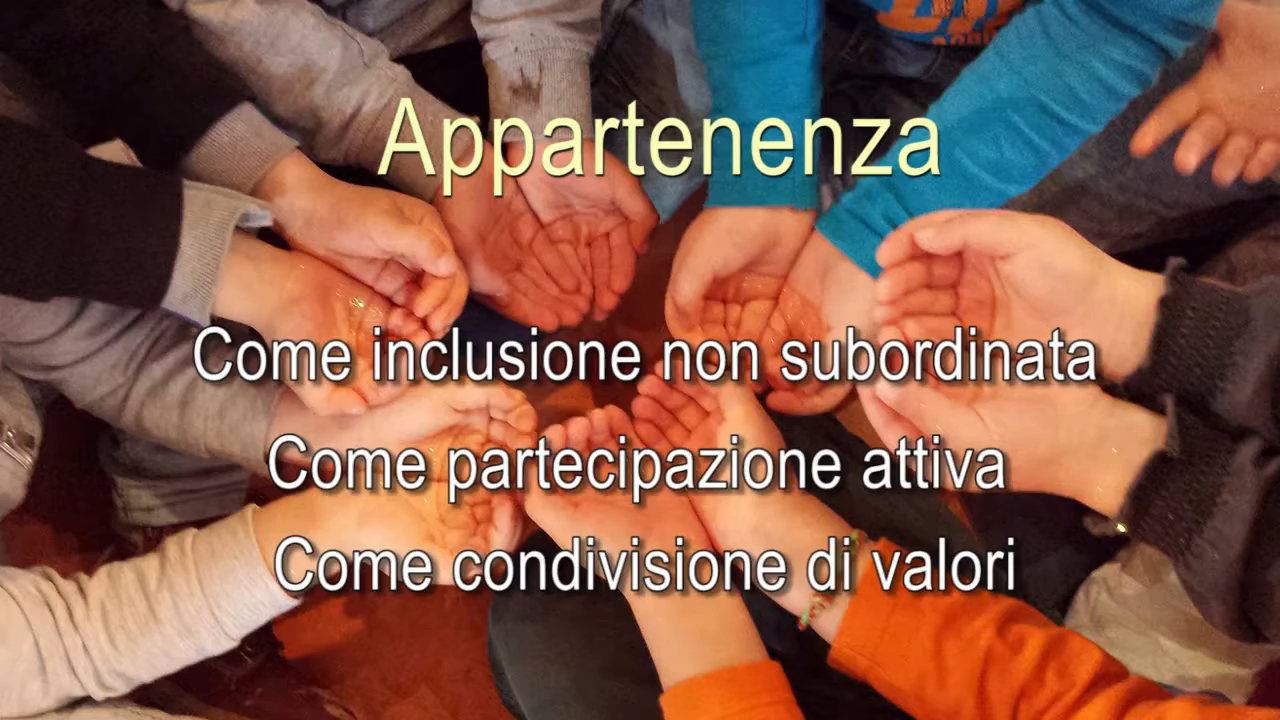 Appartenenza
Come inclusione non subordinata
Come partecipazione attiva
Come condivisione di valori